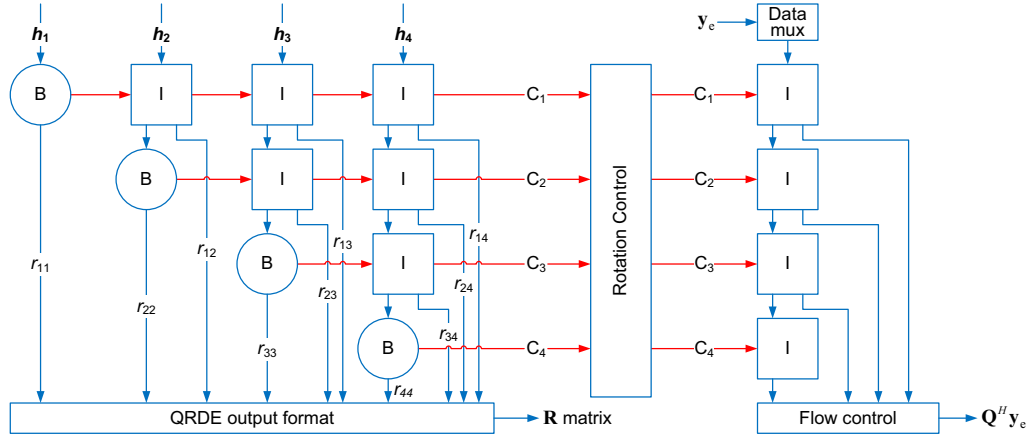 h₁ h₂ h₃ h₄ yₑ Data mux
B I I I C₁ C₁ I
B I I C₂ C₂ I
Rotation Control
r₁₁ r₁₂ r₁₃ r₁₄
B I C₃ C₃ I
r₂₂ r₂₃ r₂₄
r₃₃ r₃₄
B C₄ C₄ I
r₄₄
QRDE output format R matrix Flow control Qᴴyₑ